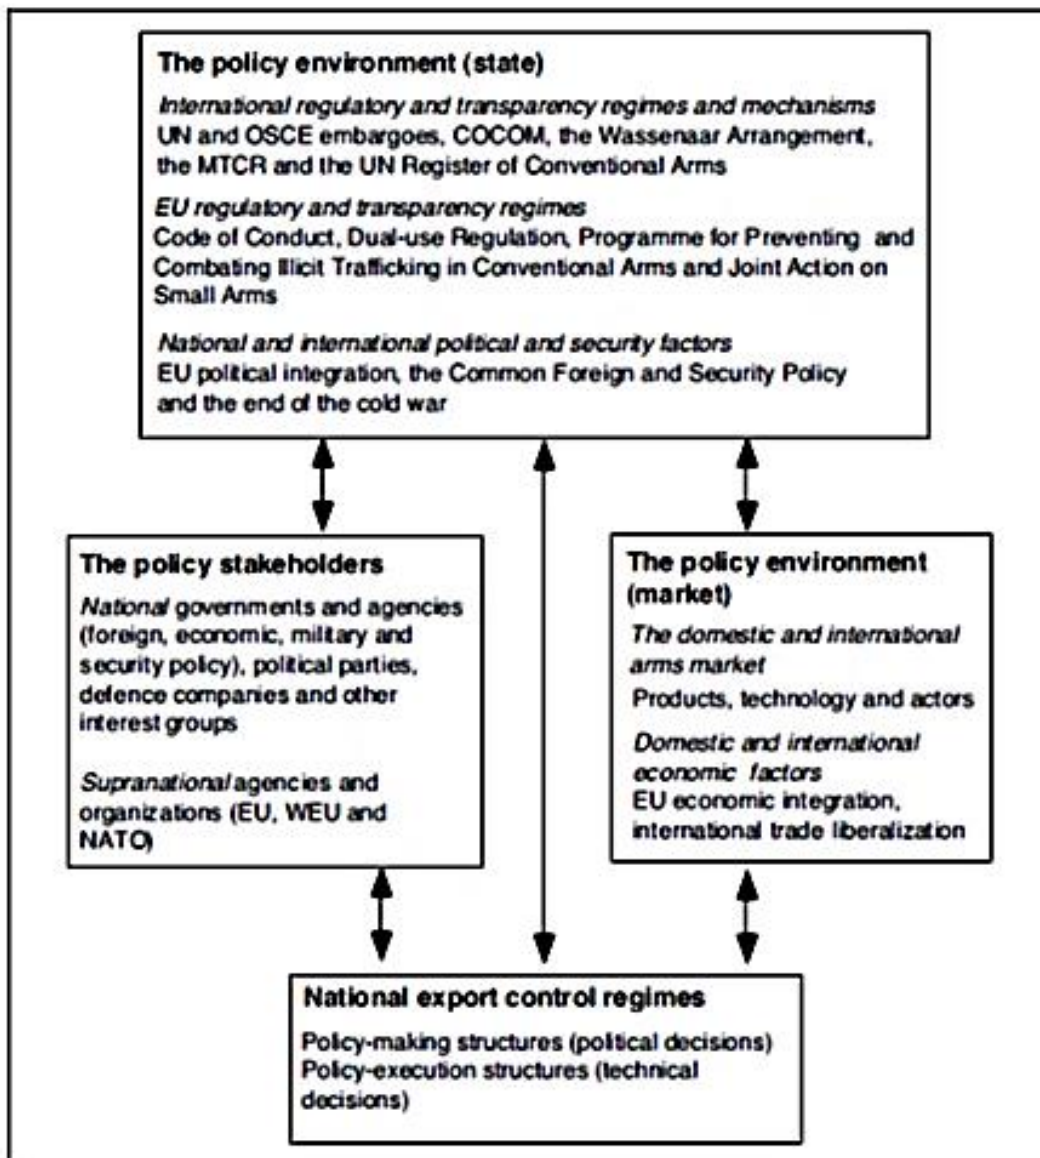 The policy environment (state)
International regulatory and transparency regimes and mechanisms
UN and OSCE embargoes, COCOM, the Wassenaar Arrangement,
the MTCR and the UN Register of Conventional Arms
EU regulatory and transparency regimes
Code of Conduct, Dual-use Regulation, Programme for Preventing and
Combating Illicit Trafficking in Conventional Arms and Joint Action on
Small Arms
National and international political and security factors
EU political integration, the Common Foreign and Security Policy
and the end of the cold war
The policy stakeholders
National governments and agencies
(foreign, economic, military and
security policy), political parties,
defence companies and other
interest groups
Supranational agencies and
organizations (EU, WEU and
NATO)
The policy environment
(market)
The domestic and international
arms market
Products, technology and actors
Domestic and international
economic factors
EU economic integration,
international trade liberalization
National export control regimes
Policy-making structures (political decisions)
Policy-execution structures (technical
decisions)